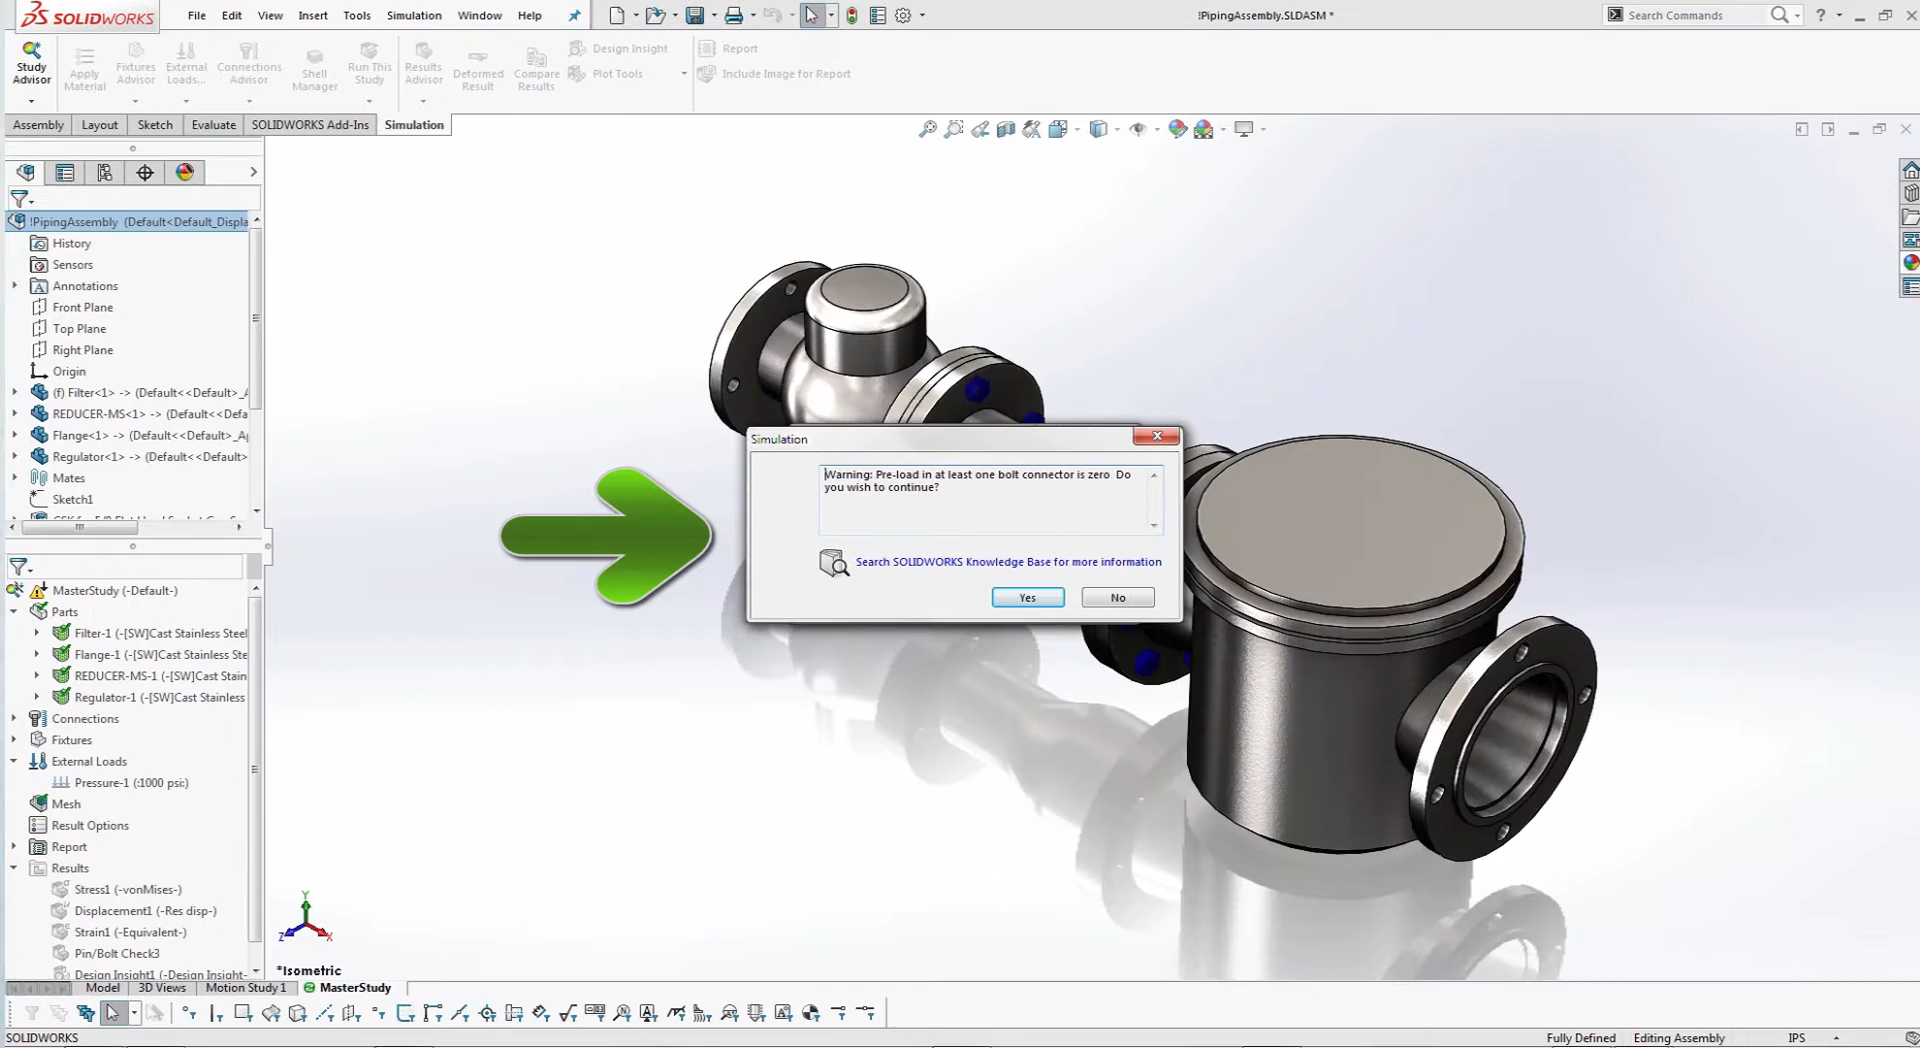 SOLIDWORKS
File Edit View Insert Tools Simulation Window Help
!PipingAssembly.SLDASM *
Search Commands
Study Advisor
Apply Material
Fixtures Advisor
External Loads...
Connections Advisor
Shell Manager
Run This Study
Results Advisor
Deformed Result
Compare Results
Design Insight
Plot Tools
Report
Include Image for Report
Assembly Layout Sketch Evaluate SOLIDWORKS Add-Ins Simulation
!PipingAssembly (Default<Default_Displa
History
Sensors
Annotations
Front Plane
Top Plane
Right Plane
Origin
(f) Filter<1> -> (Default<<Default>_A
REDUCER-MS<1> -> (Default<<Defa
Flange<1> -> (Default<<Default>_Ap
Regulator<1> -> (Default<<Default>
Mates
Sketch1
MasterStudy (-Default-)
Parts
Filter-1 (-[SW]Cast Stainless Steel
Flange-1 (-[SW]Cast Stainless Ste
REDUCER-MS-1 (-[SW]Cast Stain
Regulator-1 (-[SW]Cast Stainless
Connections
Fixtures
External Loads
Pressure-1 (:1000 psi:)
Mesh
Result Options
Report
Results
Stress1 (-vonMises-)
Displacement1 (-Res disp-)
Strain1 (-Equivalent-)
Pin/Bolt Check3
Design Insight1 (-Design Insight-
Simulation
Warning: Pre-load in at least one bolt connector is zero Do
you wish to continue?
Search SOLIDWORKS Knowledge Base for more information
Yes No
Y
Z X
*Isometric
Model 3D Views Motion Study 1 MasterStudy
SOLIDWORKS
Fully Defined Editing Assembly IPS